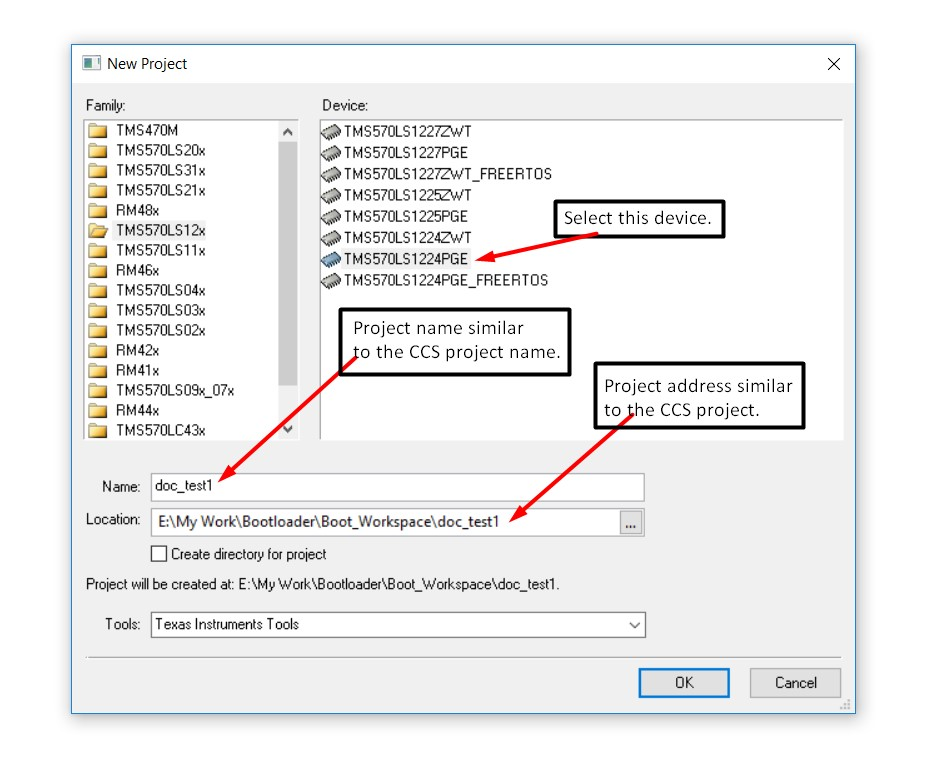 New Project
Family:
TMS470M
TMS570LS20x
TMS570LS31x
TMS570LS21x
RM48x
TMS570LS12x
TMS570LS11x
RM46x
TMS570LS04x
TMS570LS03x
TMS570LS02x
RM42x
RM41x
TMS570LS09x_07x
RM44x
TMS570LC43x
Device:
TMS570LS1227ZWT
TMS570LS1227PGE
TMS570LS1227ZWT_FREERTOS
TMS570LS1225ZWT
TMS570LS1225PGE
TMS570LS1224ZWT
TMS570LS1224PGE
TMS570LS1224PGE_FREERTOS
Select this device.
Project name similar
to the CCS project name.
Project address similar
to the CCS project.
Name: doc_test1
Location: E:\My Work\Bootloader\Boot_Workspace\doc_test1 ...
Create directory for project
Project will be created at: E:\My Work\Bootloader\Boot_Workspace\doc_test1.
Tools: Texas Instruments Tools
OK Cancel